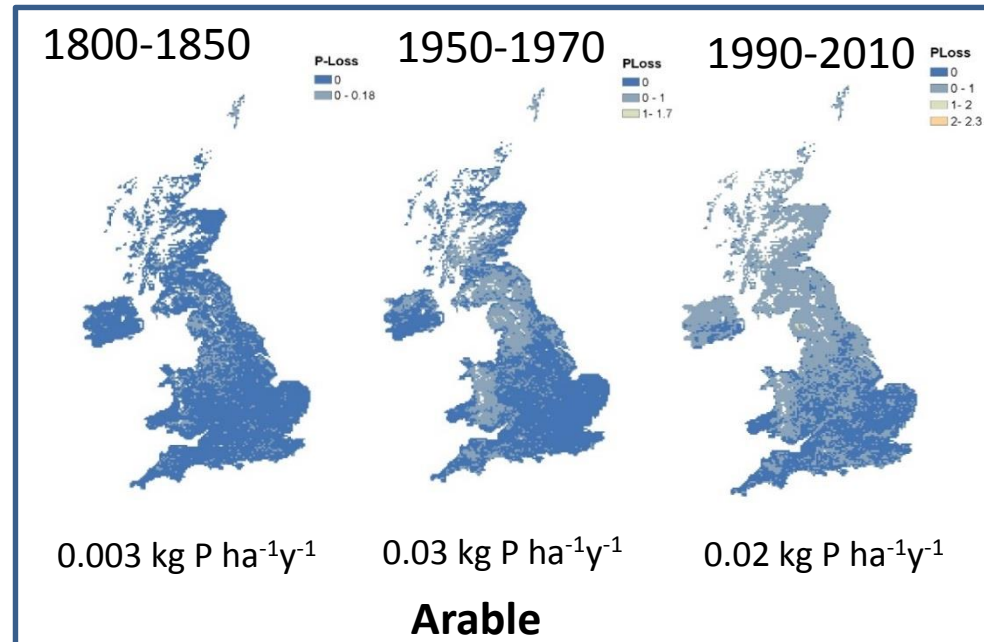 1800-1850
P-Loss
0
0 - 0.18
1950-1970
PLoss
0
0 - 1
1- 1.7
1990-2010
PLoss
0
0 - 1
1 - 2
2- 2.3
0.003 kg P ha⁻¹y⁻¹
0.03 kg P ha⁻¹y⁻¹
0.02 kg P ha⁻¹y⁻¹
Arable